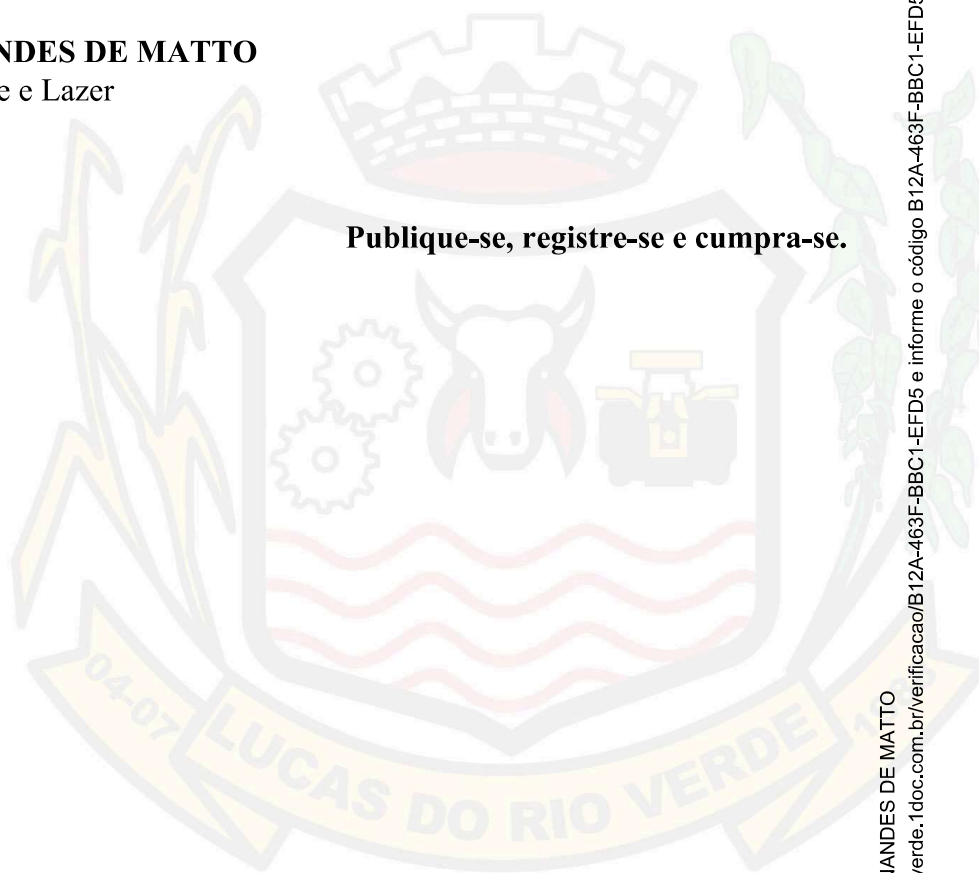 NDES DE MATTO
e e Lazer
Publique-se, registre-se e cumpra-se.
04-07
LUCAS DO RIO VERDE
NANDES DE MATTO
verde.1doc.com.br/verificacao/B12A-463F-BBC1-EFD5 e informe o código B12A-463F-BBC1-EFD5